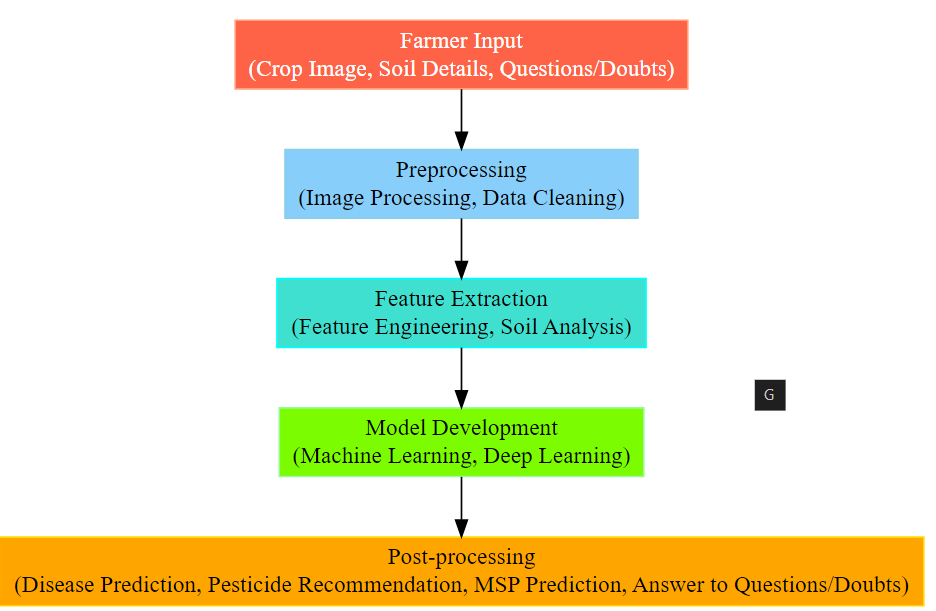 Farmer Input
(Crop Image, Soil Details, Questions/Doubts)
Preprocessing
(Image Processing, Data Cleaning)
Feature Extraction
(Feature Engineering, Soil Analysis)
G
Model Development
(Machine Learning, Deep Learning)
Post-processing
(Disease Prediction, Pesticide Recommendation, MSP Prediction, Answer to Questions/Doubts)